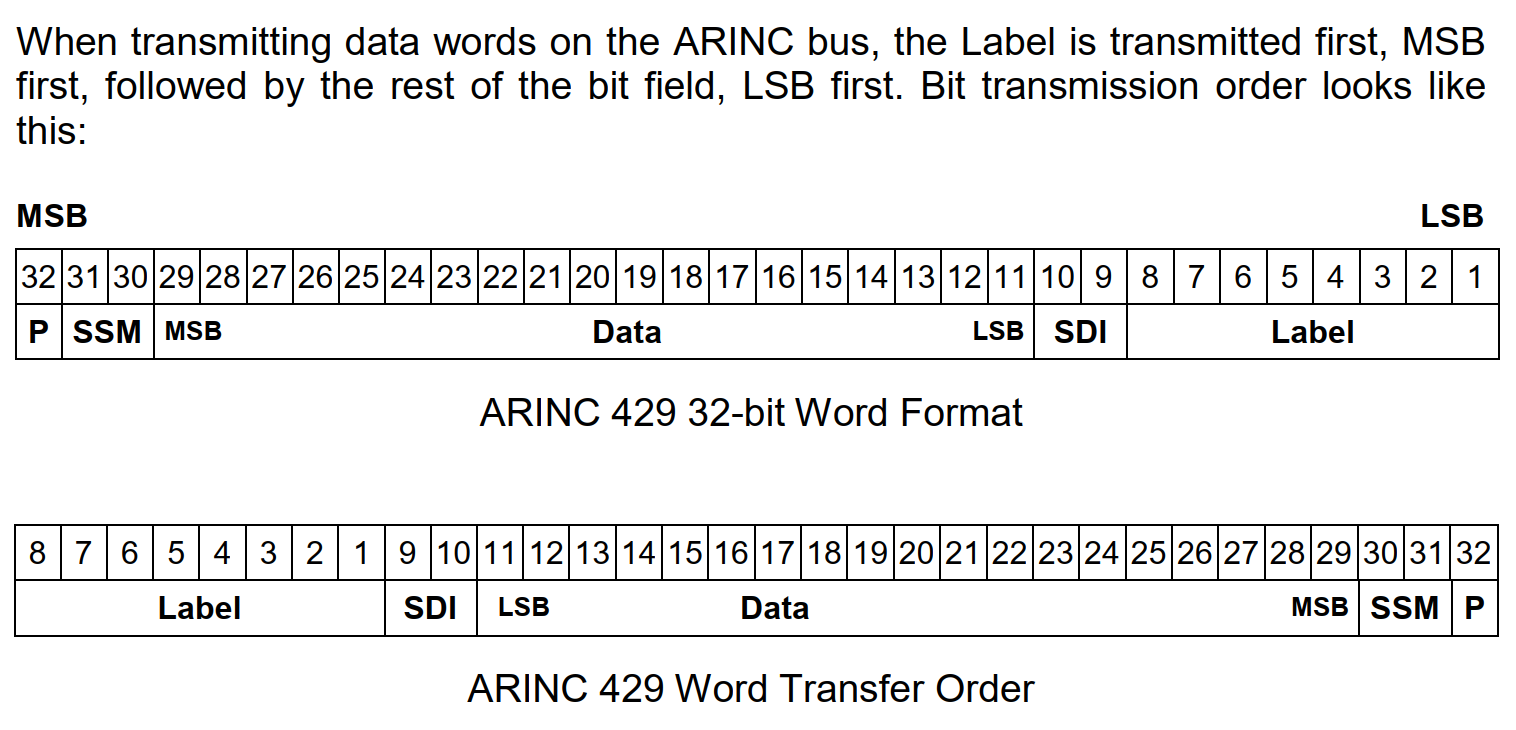 When transmitting data words on the ARINC bus, the Label is transmitted first, MSB
first, followed by the rest of the bit field, LSB first. Bit transmission order looks like
this:
MSB LSB
32 31 30 29 28 27 26 25 24 23 22 21 20 19 18 17 16 15 14 13 12 11 10 9 8 7 6 5 4 3 2 1
P SSM MSB Data LSB SDI Label
ARINC 429 32-bit Word Format
8 7 6 5 4 3 2 1 9 10 11 12 13 14 15 16 17 18 19 20 21 22 23 24 25 26 27 28 29 30 31 32
Label SDI LSB Data MSB SSM P
ARINC 429 Word Transfer Order